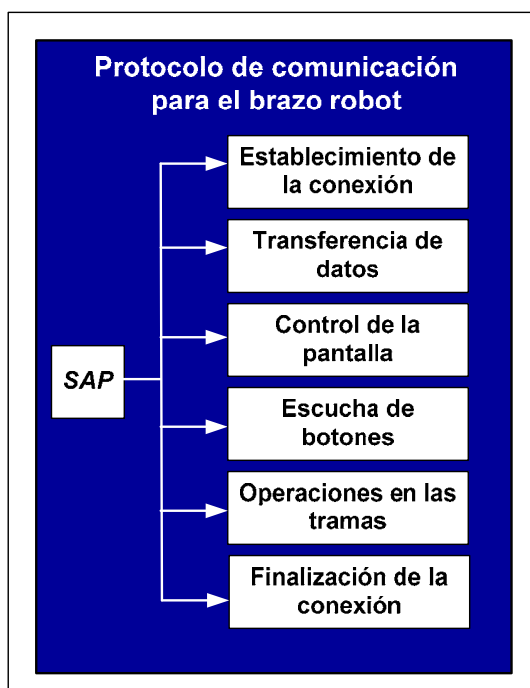 Protocolo de comunicación
para el brazo robot
Establecimiento de
la conexión
Transferencia de
datos
Control de la
pantalla
SAP
Escucha de
botones
Operaciones en las
tramas
Finalización de la
conexión